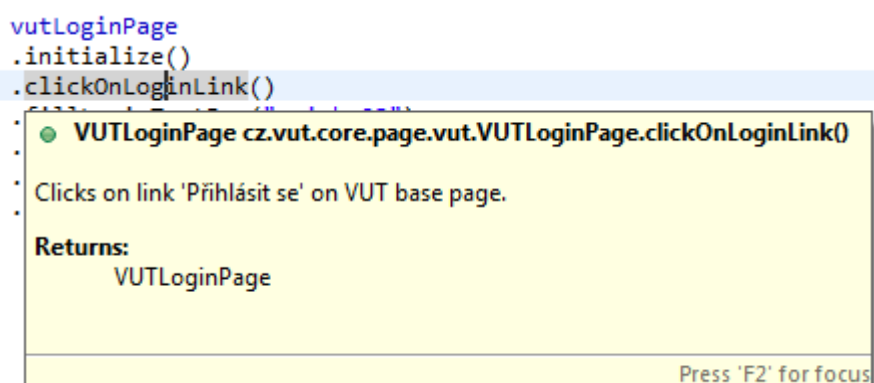 vutLoginPage
.initialize()
.clickOnLoginLink()
VUTLoginPage cz.vut.core.page.vut.VUTLoginPage.clickOnLoginLink()
Clicks on link 'Přihlásit se' on VUT base page.
Returns:
VUTLoginPage
Press 'F2' for focus